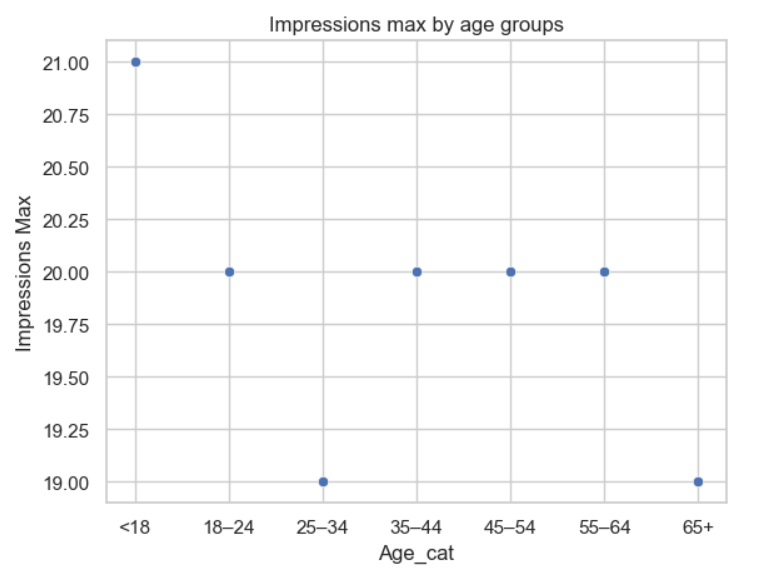 Impressions max by age groups
21.00
20.75
20.50
20.25
20.00
19.75
19.50
19.25
19.00
Impressions Max
<18 18–24 25–34 35–44 45–54 55–64 65+
Age_cat